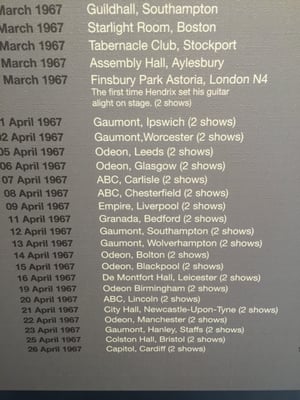 March 1967 Guildhall, Southampton
March 1967 Starlight Room, Boston
March 1967 Tabernacle Club, Stockport
March 1967 Assembly Hall, Aylesbury
March 1967 Finsbury Park Astoria, London N4
The first time Hendrix set his guitar
alight on stage. (2 shows)
1 April 1967 Gaumont, Ipswich (2 shows)
02 April 1967 Gaumont,Worcester (2 shows)
05 April 1967 Odeon, Leeds (2 shows)
06 April 1967 Odeon, Glasgow (2 shows)
07 April 1967 ABC, Carlisle (2 shows)
08 April 1967 ABC, Chesterfield (2 shows)
09 April 1967 Empire, Liverpool (2 shows)
11 April 1967 Granada, Bedford (2 shows)
12 April 1967 Gaumont, Southampton (2 shows)
13 April 1967 Gaumont, Wolverhampton (2 shows)
14 April 1967 Odeon, Bolton (2 shows)
15 April 1967 Odeon, Blackpool (2 shows)
16 April 1967 De Montfort Hall, Leicester (2 shows)
19 April 1967 Odeon Birmingham (2 shows)
20 April 1967 ABC, Lincoln (2 shows)
21 April 1967 City Hall, Newcastle-Upon-Tyne (2 shows)
22 April 1967 Odeon, Manchester (2 shows)
23 April 1967 Gaumont, Hanley, Staffs (2 shows)
25 April 1967 Colston Hall, Bristol (2 shows)
26 April 1967 Capitol, Cardiff (2 shows)